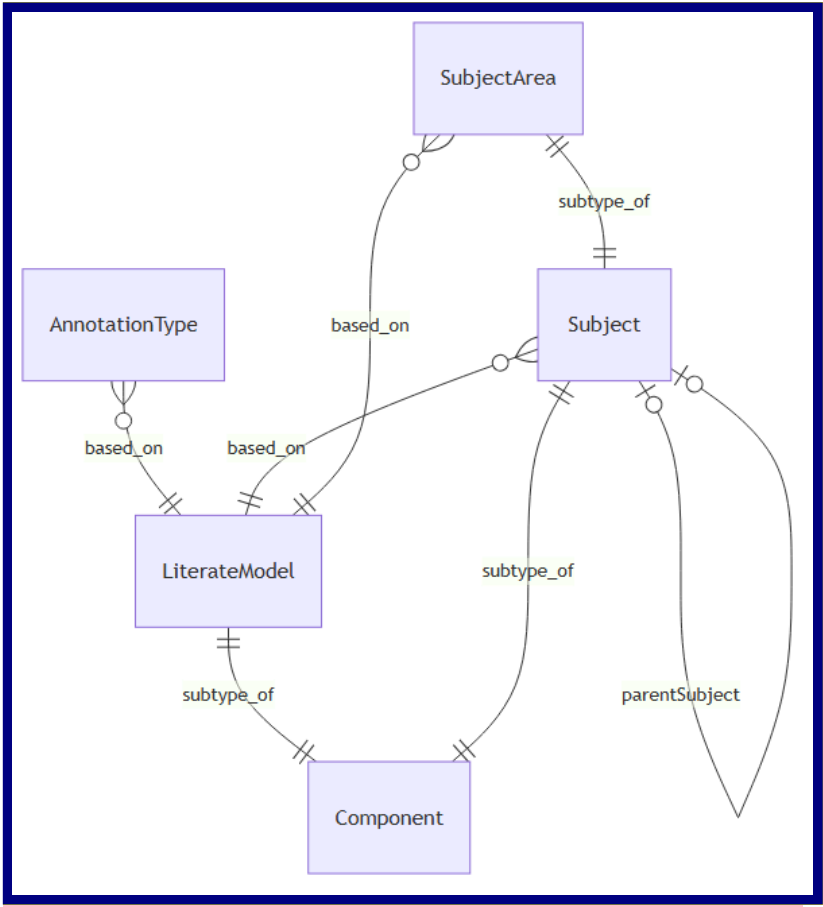 SubjectArea
subtype_of
AnnotationType
based_on
Subject
based_on
based_on
LiterateModel
subtype_of
subtype_of
parentSubject
Component